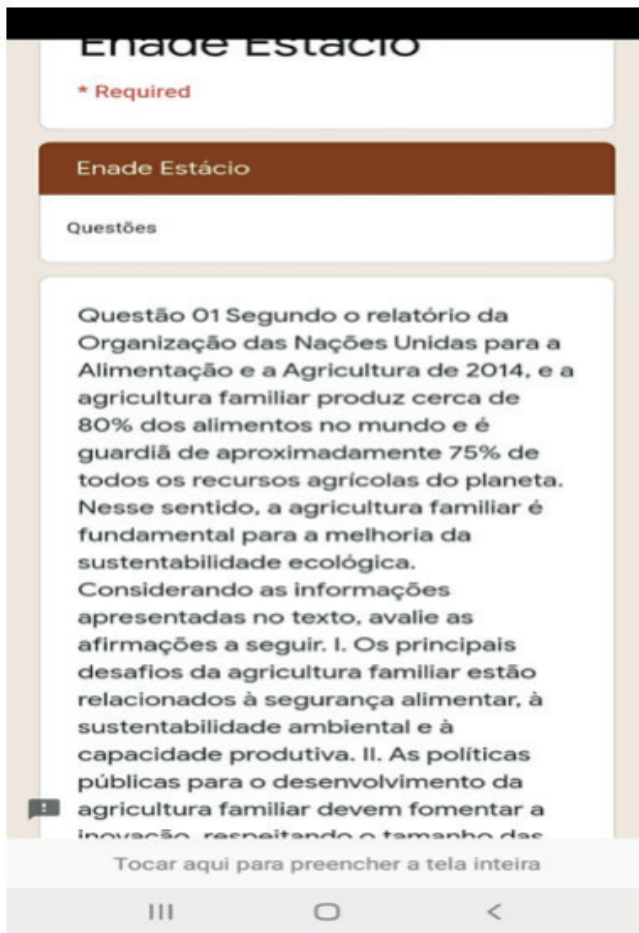 Enade Estácio
* Required
Enade Estácio
Questões
Questão 01 Segundo o relatório da
Organização das Nações Unidas para a
Alimentação e a Agricultura de 2014, e a
agricultura familiar produz cerca de
80% dos alimentos no mundo e é
guardiã de aproximadamente 75% de
todos os recursos agrícolas do planeta.
Nesse sentido, a agricultura familiar é
fundamental para a melhoria da
sustentabilidade ecológica.
Considerando as informações
apresentadas no texto, avalie as
afirmações a seguir. I. Os principais
desafios da agricultura familiar estão
relacionados à segurança alimentar, à
sustentabilidade ambiental e à
capacidade produtiva. II. As políticas
públicas para o desenvolvimento da
agricultura familiar devem fomentar a
inovação, respeitando o tamanho das
Tocar aqui para preencher a tela inteira